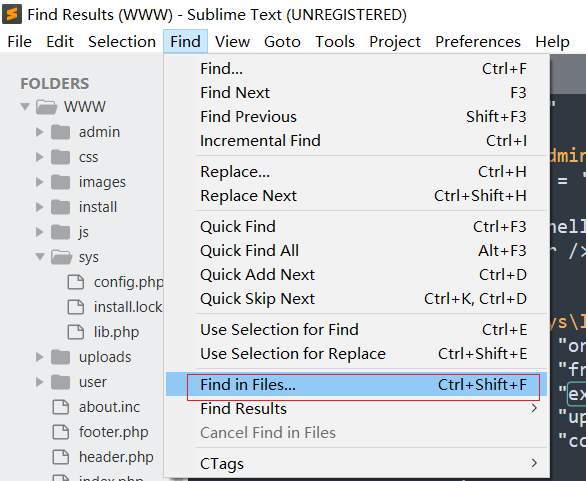 Find Results (WWW) - Sublime Text (UNREGISTERED)
File Edit Selection Find View Goto Tools Project Preferences Help
FOLDERS
WWW
admin
css
images
install
js
sys
config.php
install.lock
lib.php
uploads
user
about.inc
footer.php
header.php
index.php
Find... Ctrl+F
Find Next F3
Find Previous Shift+F3
Incremental Find Ctrl+I
Replace... Ctrl+H
Replace Next Ctrl+Shift+H
Quick Find Ctrl+F3
Quick Find All Alt+F3
Quick Add Next Ctrl+D
Quick Skip Next Ctrl+K, Ctrl+D
Use Selection for Find Ctrl+E
Use Selection for Replace Ctrl+Shift+E
Find in Files... Ctrl+Shift+F
Find Results
Cancel Find in Files
CTags
"
dmin
= '
hell
r />
ys\l
"or
"fr
"ex
"up
"co